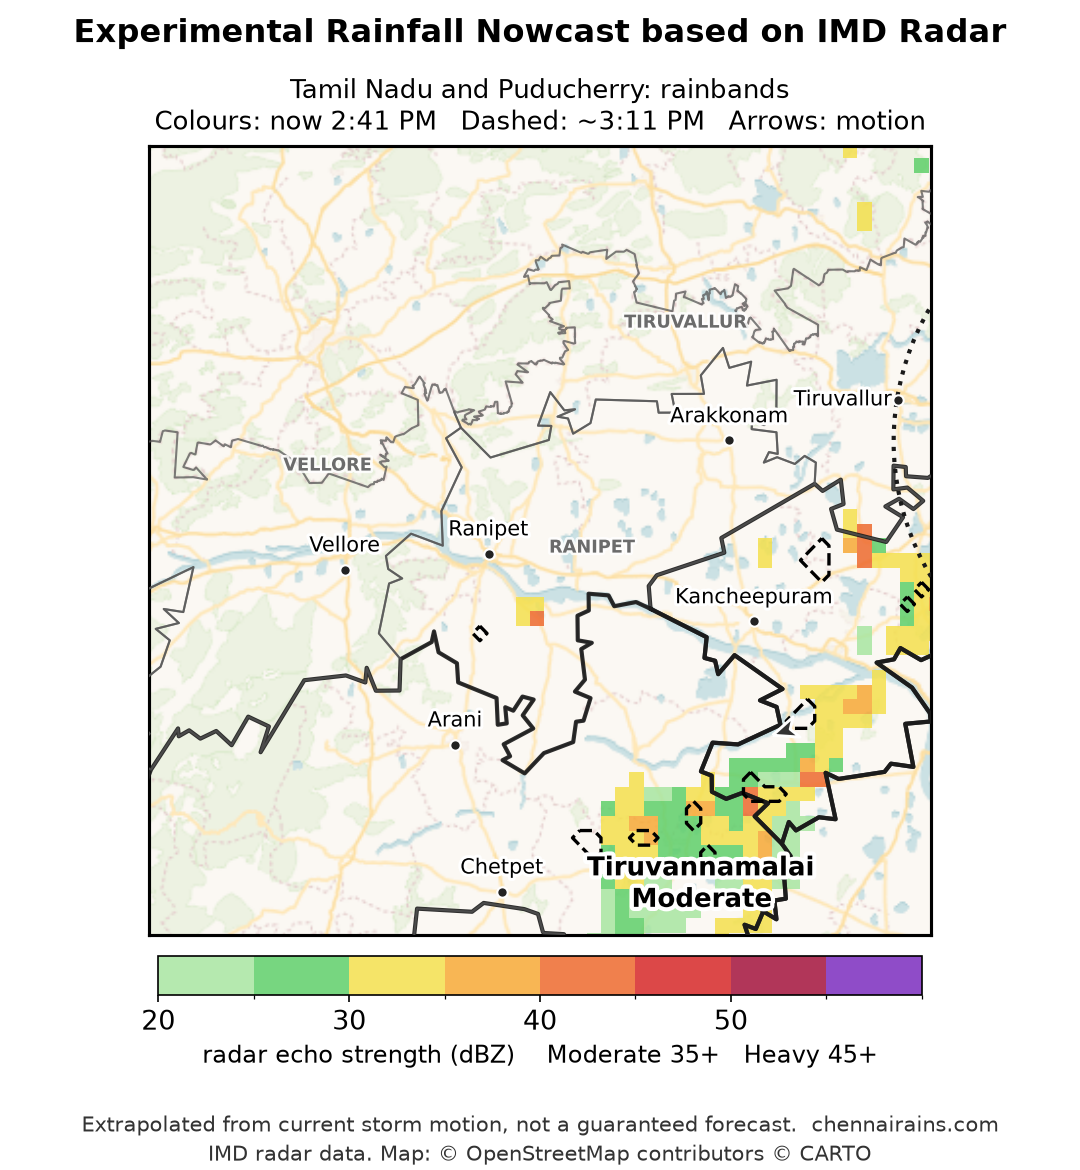 Experimental Rainfall Nowcast based on IMD Radar
Tamil Nadu and Puducherry: rainbands
Colours: now 2:41 PM   Dashed: ~3:11 PM   Arrows: motion
TIRUVALLUR
Tiruvallur
Arakkonam
VELLORE
Ranipet
Vellore
RANIPET
Kancheepuram
Arani
Chetpet
Tiruvannamalai
Moderate
20 30 40 50
radar echo strength (dBZ)    Moderate 35+   Heavy 45+
Extrapolated from current storm motion, not a guaranteed forecast.  chennairains.com
IMD radar data. Map: © OpenStreetMap contributors © CARTO